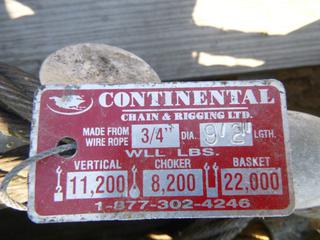 CONTINENTAL
CHAIN & RIGGING LTD.
MADE FROM WIRE ROPE 3/4" DIA. 9'2" LGTH.
WLL. LBS.
VERTICAL CHOKER BASKET
11,200 8,200 22,000
1-877-302-4246